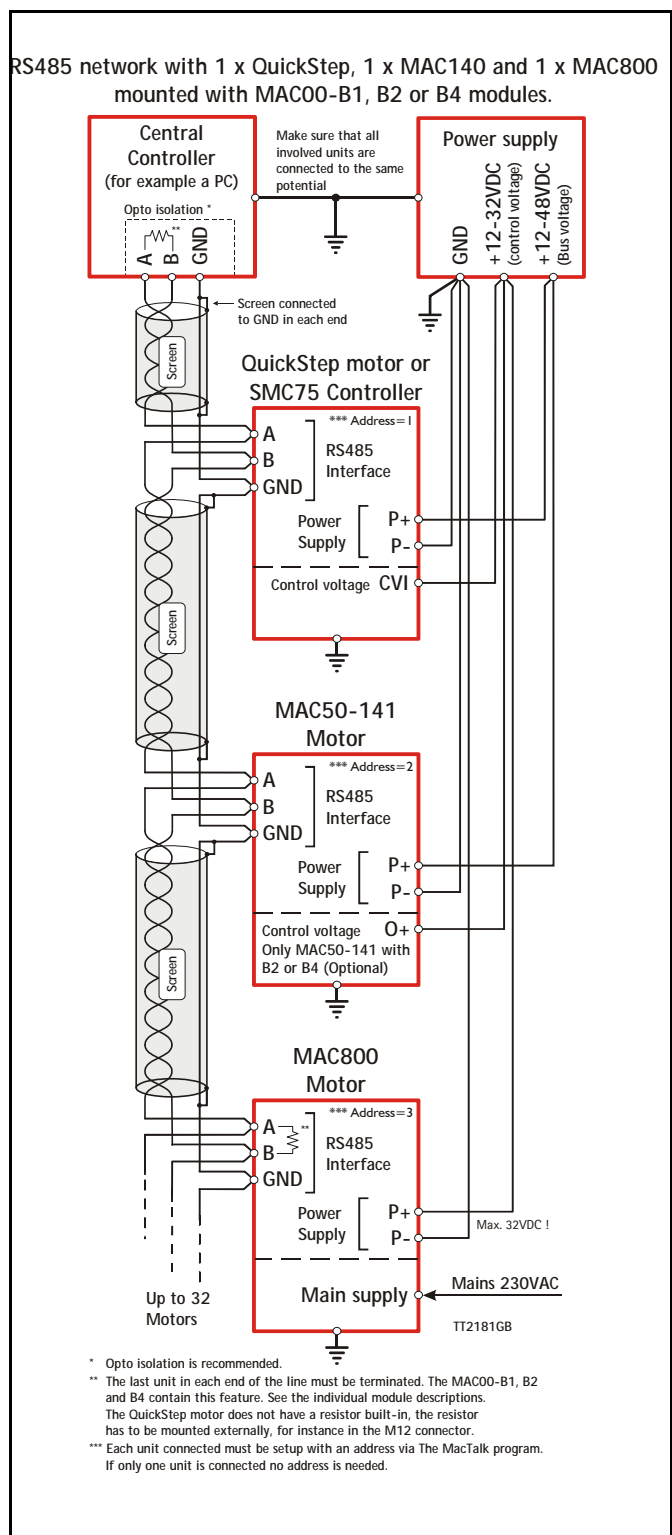 RS485 network with 1 x QuickStep, 1 x MAC140 and 1 x MAC800
mounted with MAC00-B1, B2 or B4 modules.
Central
Controller
(for example a PC)
Opto isolation *
**
A
B
GND
Make sure that all
involved units are
connected to the same
potential
Power supply
GND
+12-32VDC
(control voltage)
+12-48VDC
(Bus voltage)
Screen connected
to GND in each end
Screen
QuickStep motor or
SMC75 Controller
*** Address=1
A
B
GND
RS485
Interface
Power
Supply
P+
P-
Control voltage CVI
Screen
MAC50-141
Motor
*** Address=2
A
B
GND
RS485
Interface
Power
Supply
P+
P-
Control voltage O+
Only MAC50-141 with
B2 or B4 (Optional)
Screen
MAC800
Motor
*** Address=3
A
**
B
GND
RS485
Interface
Power
Supply
P+
P-
Max. 32VDC !
Main supply
Mains 230VAC
Up to 32
Motors
TT2181GB
* Opto isolation is recommended.
** The last unit in each end of the line must be terminated. The MAC00-B1, B2
and B4 contain this feature. See the individual module descriptions.
The QuickStep motor does not have a resistor built-in, the resistor
has to be mounted externally, for instance in the M12 connector.
*** Each unit connected must be setup with an address via The MacTalk program.
If only one unit is connected no address is needed.